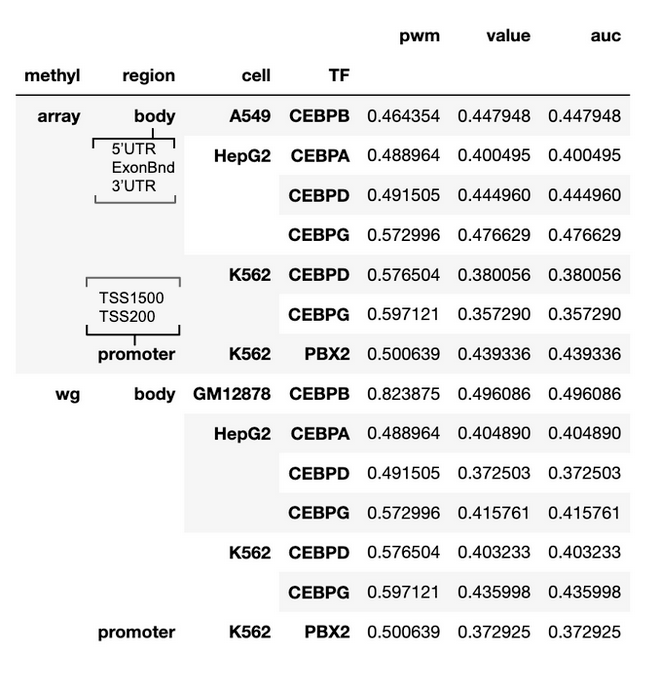 pwm value auc
methyl region cell TF
array body A549 CEBPB 0.464354 0.447948 0.447948
5'UTR
HepG2 CEBPA 0.488964 0.400495 0.400495
ExonBnd
3'UTR
CEBPD 0.491505 0.444960 0.444960
CEBPG 0.572996 0.476629 0.476629
K562 CEBPD 0.576504 0.380056 0.380056
TSS1500
TSS200
CEBPG 0.597121 0.357290 0.357290
promoter K562 PBX2 0.500639 0.439336 0.439336
wg body GM12878 CEBPB 0.823875 0.496086 0.496086
HepG2 CEBPA 0.488964 0.404890 0.404890
CEBPD 0.491505 0.372503 0.372503
CEBPG 0.572996 0.415761 0.415761
K562 CEBPD 0.576504 0.403233 0.403233
CEBPG 0.597121 0.435998 0.435998
promoter K562 PBX2 0.500639 0.372925 0.372925